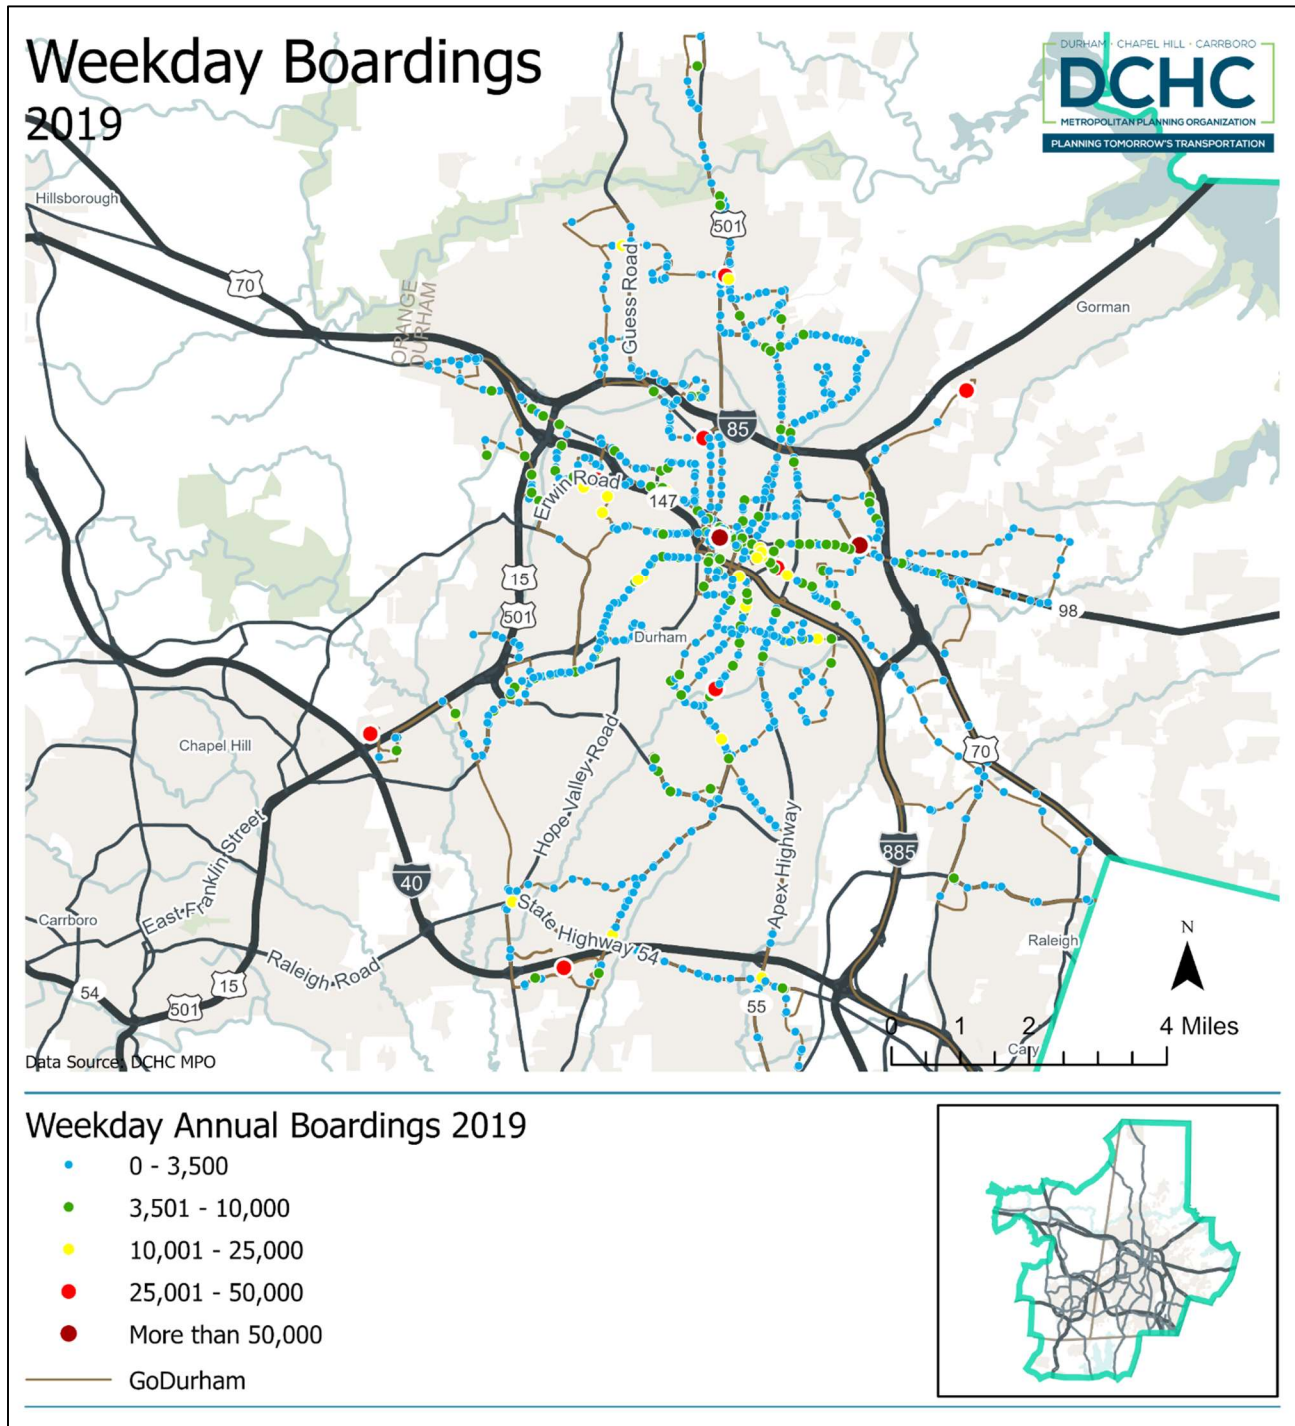 Weekday Boardings
2019
DURHAM · CHAPEL HILL · CARRBORO
DCHC
METROPOLITAN PLANNING ORGANIZATION
PLANNING TOMORROW'S TRANSPORTATION
Hillsborough
501
70
ORANGE
DURHAM
Guess Road
Gorman
85
Erwin Road
147
15
501
98
Durham
Chapel Hill
70
Hope Valley Road
Apex Highway
East Franklin Street
40
885
Carrboro
State Highway 54
Raleigh Road
Raleigh
N
54
15
501
55
0 1 2 4 Miles
Cary
Data Source: DCHC MPO
Weekday Annual Boardings 2019
0 - 3,500
3,501 - 10,000
10,001 - 25,000
25,001 - 50,000
More than 50,000
GoDurham